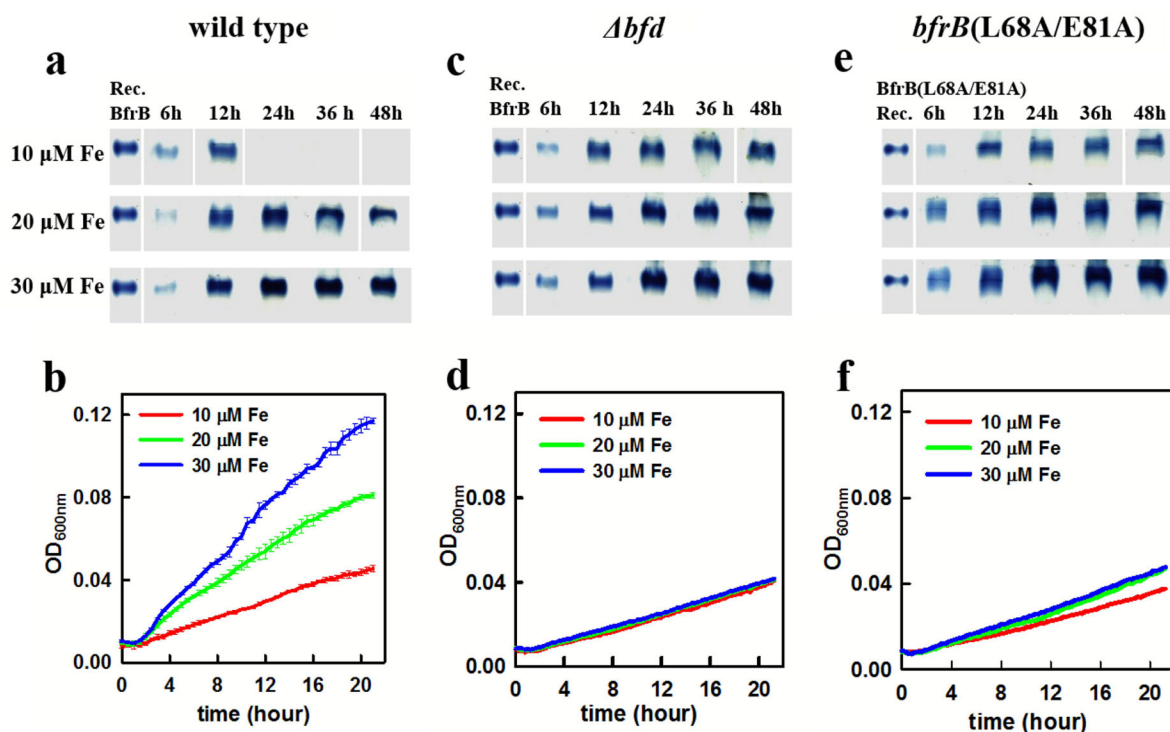 wild type
Δbfd
bfrB(L68A/E81A)
a
Rec.
BfrB 6h 12h 24h 36 h 48h
10 μM Fe
20 μM Fe
30 μM Fe
c
Rec.
BfrB 6h 12h 24h 36 h 48h
e
BfrB(L68A/E81A)
Rec. 6h 12h 24h 36h 48h
b
10 μM Fe
20 μM Fe
30 μM Fe
OD600nm
0.12
0.08
0.04
0.00
0 4 8 12 16 20
time (hour)
d
10 μM Fe
20 μM Fe
30 μM Fe
OD600nm
0.12
0.08
0.04
0.00
0 4 8 12 16 20
time (hour)
f
10 μM Fe
20 μM Fe
30 μM Fe
OD600nm
0.12
0.08
0.04
0.00
0 4 8 12 16 20
time (hour)